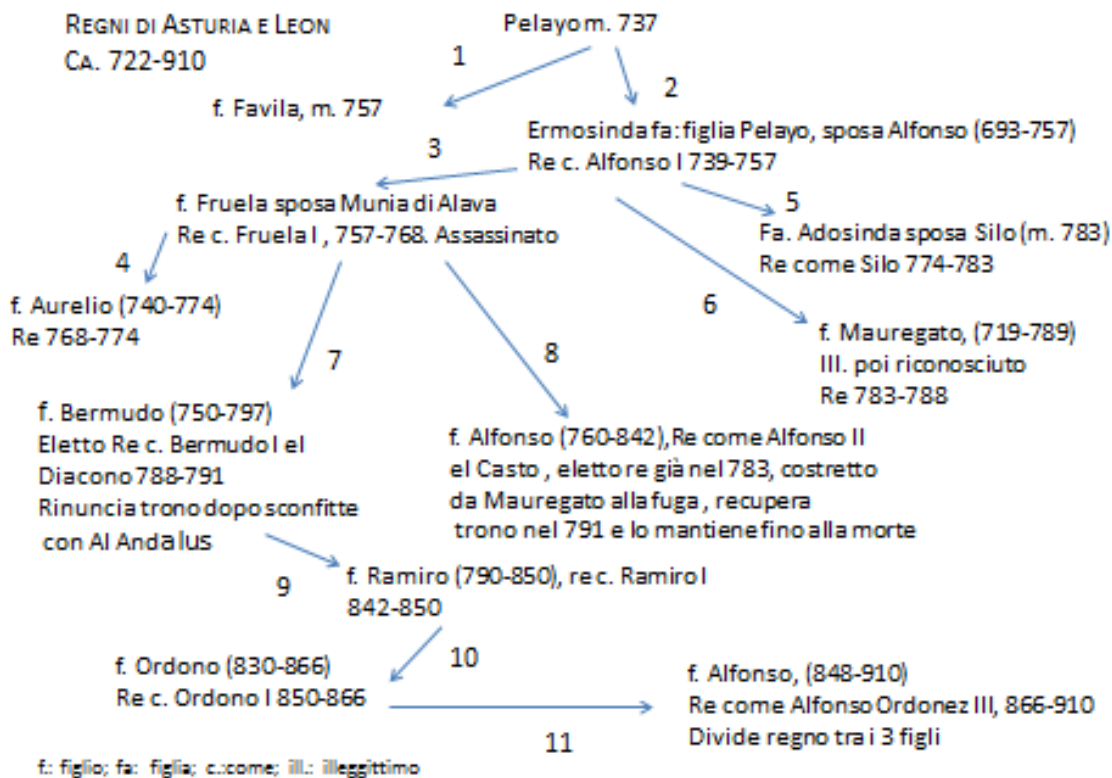 REGNI DI ASTURIA E LEON
CA. 722-910
Pelayo m. 737
1
2
f. Favila, m. 757
Ermosinda fa: figlia Pelayo, sposa Alfonso (693-757)
Re c. Alfonso I 739-757
3
5
f. Fruela sposa Munia di Alava
Re c. Fruela I , 757-768. Assassinato
Fa. Adosinda sposa Silo (m. 783)
Re come Silo 774-783
4
6
f. Aurelio (740-774)
Re 768-774
f. Mauregato, (719-789)
III. poi riconosciuto
Re 783-788
7
8
f. Bermudo (750-797)
Eletto Re c. Bermudo I el
Diacono 788-791
Rinuncia trono dopo sconfitte
con Al Andalus
f. Alfonso (760-842),Re come Alfonso II
el Casto , eletto re già nel 783, costretto
da Mauregato alla fuga , recupera
trono nel 791 e lo mantiene fino alla morte
9
f. Ramiro (790-850), re c. Ramiro I
842-850
10
f. Ordono (830-866)
Re c. Ordono I 850-866
f. Alfonso, (848-910)
Re come Alfonso Ordonez III, 866-910
Divide regno tra i 3 figli
11
f.: figlio; fa: figlia; c.:come; ill.: illeggittimo